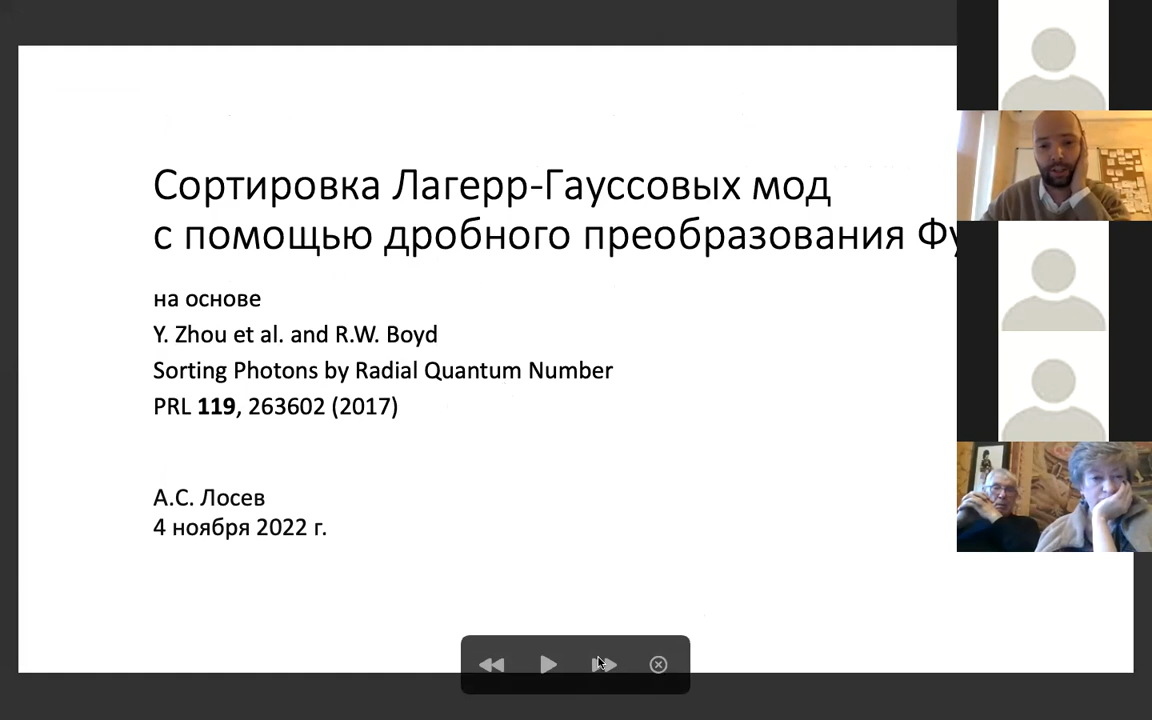 Сортировка Лагерр-Гауссовых мод
с помощью дробного преобразования
на основе
Y. Zhou et al. and R.W. Boyd
Sorting Photons by Radial Quantum Number
PRL 119, 263602 (2017)
А.С. Лосев
4 ноября 2022 г.